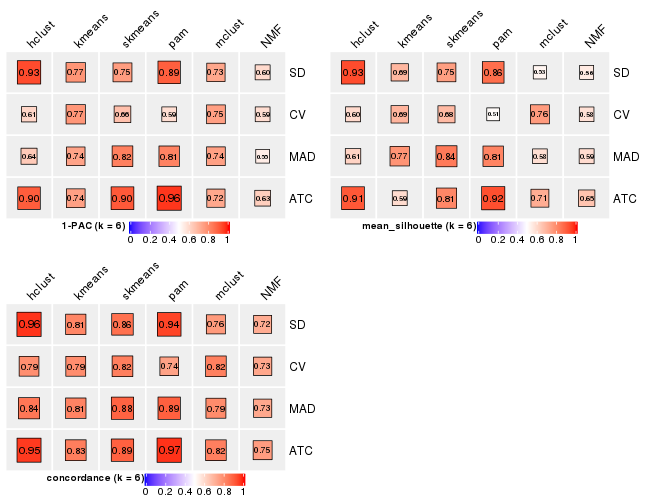 hclust kmeans skmeans pam mclust NMF
0.93 0.77 0.75 0.89 0.73 0.60 SD
0.61 0.77 0.66 0.59 0.75 0.59 CV
0.64 0.74 0.82 0.81 0.74 0.55 MAD
0.90 0.74 0.90 0.96 0.72 0.63 ATC
1-PAC (k = 6)
0 0.2 0.4 0.6 0.8 1
hclust kmeans skmeans pam mclust NMF
0.93 0.69 0.75 0.86 0.53 0.56 SD
0.60 0.69 0.68 0.51 0.76 0.58 CV
0.61 0.77 0.84 0.81 0.58 0.59 MAD
0.91 0.59 0.81 0.92 0.71 0.65 ATC
mean_silhouette (k = 6)
0 0.2 0.4 0.6 0.8 1
hclust kmeans skmeans pam mclust NMF
0.96 0.81 0.86 0.94 0.76 0.72 SD
0.79 0.79 0.82 0.74 0.82 0.73 CV
0.84 0.81 0.88 0.89 0.79 0.73 MAD
0.95 0.83 0.89 0.97 0.82 0.75 ATC
concordance (k = 6)
0 0.2 0.4 0.6 0.8 1